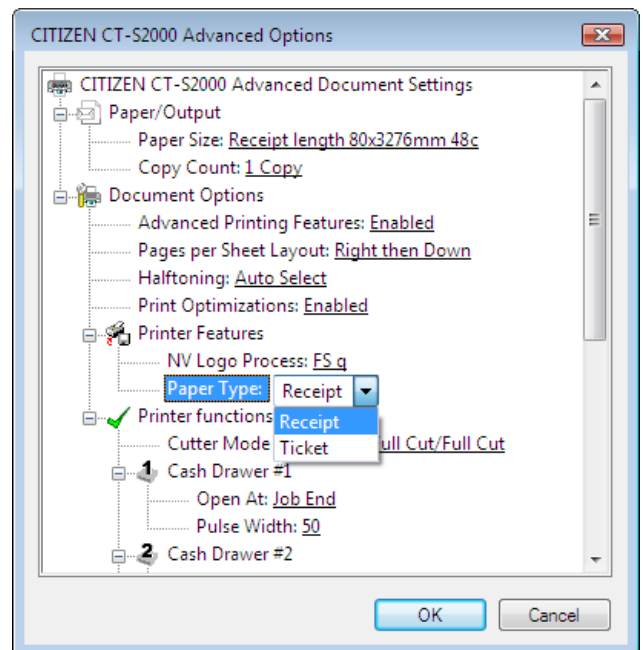 CITIZEN CT-S2000 Advanced Options
CITIZEN CT-S2000 Advanced Document Settings
Paper/Output
Paper Size: Receipt length 80x3276mm 48c
Copy Count: 1 Copy
Document Options
Advanced Printing Features: Enabled
Pages per Sheet Layout: Right then Down
Halftoning: Auto Select
Print Optimizations: Enabled
Printer Features
NV Logo Process: FS q
Paper Type: Receipt
Printer functions Receipt
Cutter Mode Ticket ull Cut/Full Cut
1 Cash Drawer #1
Open At: Job End
Pulse Width: 50
2 Cash Drawer #2
OK Cancel